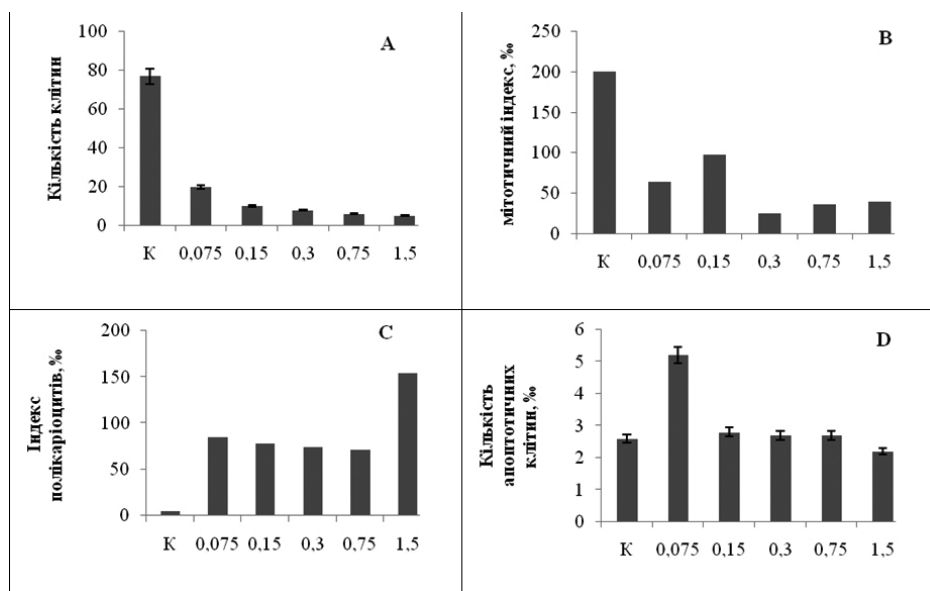 A
Кількість клітин
100
80
60
40
20
0
К 0,075 0,15 0,3 0,75 1,5
B
мітотичний індекс, ‰
250
200
150
100
50
0
К 0,075 0,15 0,3 0,75 1,5
C
Індекс
полікаріоцитів,‰
200
150
100
50
0
К 0,075 0,15 0,3 0,75 1,5
D
Кількість
апоптотичних
клітин,‰
6
5
4
3
2
1
0
К 0,075 0,15 0,3 0,75 1,5